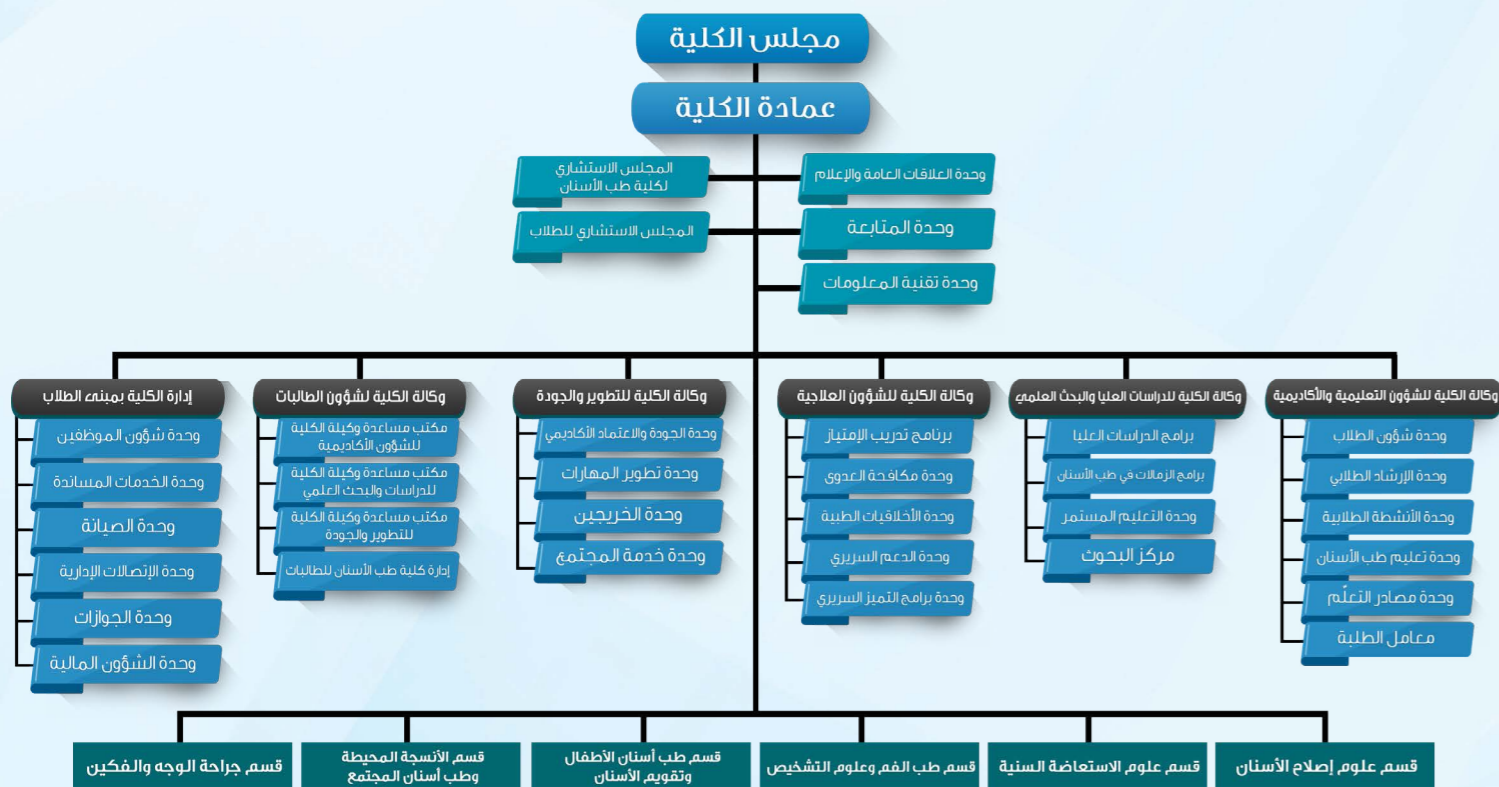 مجلس الكلية
عمادة الكلية
وحدة العلاقات العامة والإعلام
المجلس الاستشاري
لكلية طب الأسنان
وحدة المتابعة
المجلس الاستشاري للطلاب
وحدة تقنية المعلومات
وكالة الكلية للشؤون التعليمية والأكاديمية
وحدة شؤون الطلاب
وحدة الإرشاد الطلابي
وحدة الأنشطة الطلابية
وحدة تعليم طب الأسنان
وحدة مصادر التعلّم
معامل الطلبة
وكالة الكلية للدراسات العليا والبحث العلمي
برامج الدراسات العليا
برامج الزمالات في طب الأسنان
وحدة التعليم المستمر
مركز البحوث
وكالة الكلية للشؤون العلاجية
برنامج تدريب الإمتياز
وحدة مكافحة العدوى
وحدة الأخلاقيات الطبية
وحدة الدعم السريري
وحدة برامج التميز السريري
وكالة الكلية للتطوير والجودة
وحدة الجودة والاعتماد الأكاديمي
وحدة تطوير المهارات
وحدة الخريجين
وحدة خدمة المجتمع
وكالة الكلية لشؤون الطالبات
مكتب مساعدة وكيلة الكلية
للشؤون الأكاديمية
مكتب مساعدة وكيلة الكلية
للدراسات والبحث العلمي
مكتب مساعدة وكيلة الكلية
للتطوير والجودة
إدارة كلية طب الأسنان للطالبات
إدارة الكلية بمبنى الطلاب
وحدة شؤون الموظفين
وحدة الخدمات المساندة
وحدة الصيانة
وحدة الإتصالات الإدارية
وحدة الجوازات
وحدة الشؤون المالية
قسم علوم إصلاح الأسنان
قسم علوم الاستعاضة السنية
قسم طب الفم وعلوم التشخيص
قسم طب أسنان الأطفال
وتقويم الأسنان
قسم الأنسجة المحيطة
وطب أسنان المجتمع
قسم جراحة الوجه والفكين